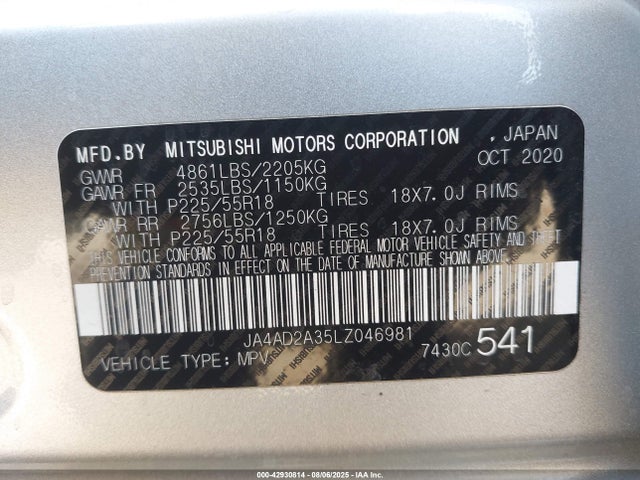 MFD.BY MITSUBISHI MOTORS CORPORATION , JAPAN
GVWR 4861LBS/2205KG OCT 2020
GAWR FR 2535LBS/1150KG
WITH P225/55R18 TIRES 18X7.0J RIMS
GAWR RR 2756LBS/1250KG
WITH P225/55R18 TIRES 18X7.0J RIMS
THIS VEHICLE CONFORMS TO ALL APPLICABLE FEDERAL MOTOR VEHICLE SAFETY AND THEFT
PREVENTION STANDARDS IN EFFECT ON THE DATE OF MANUFACTURE SHOWN ABOVE.
JA4AD2A35LZ046981
VEHICLE TYPE: MPV 7430C 541
000-42930814 - 08/06/2025 - IAA Inc.